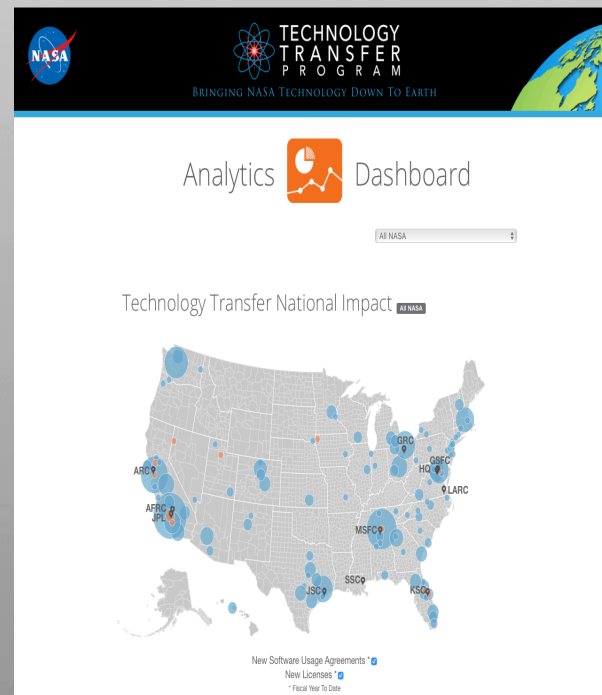 NASA
TECHNOLOGY
TRANSFER
PROGRAM
BRINGING NASA TECHNOLOGY DOWN TO EARTH
Analytics Dashboard
All NASA
Technology Transfer National Impact All NASA
GRC
GSFC
HQ
ARC
LARC
AFRC
JPL
MSFC
SSC
JSC
KSC
New Software Usage Agreements *
New Licenses *
* Fiscal Year To Date